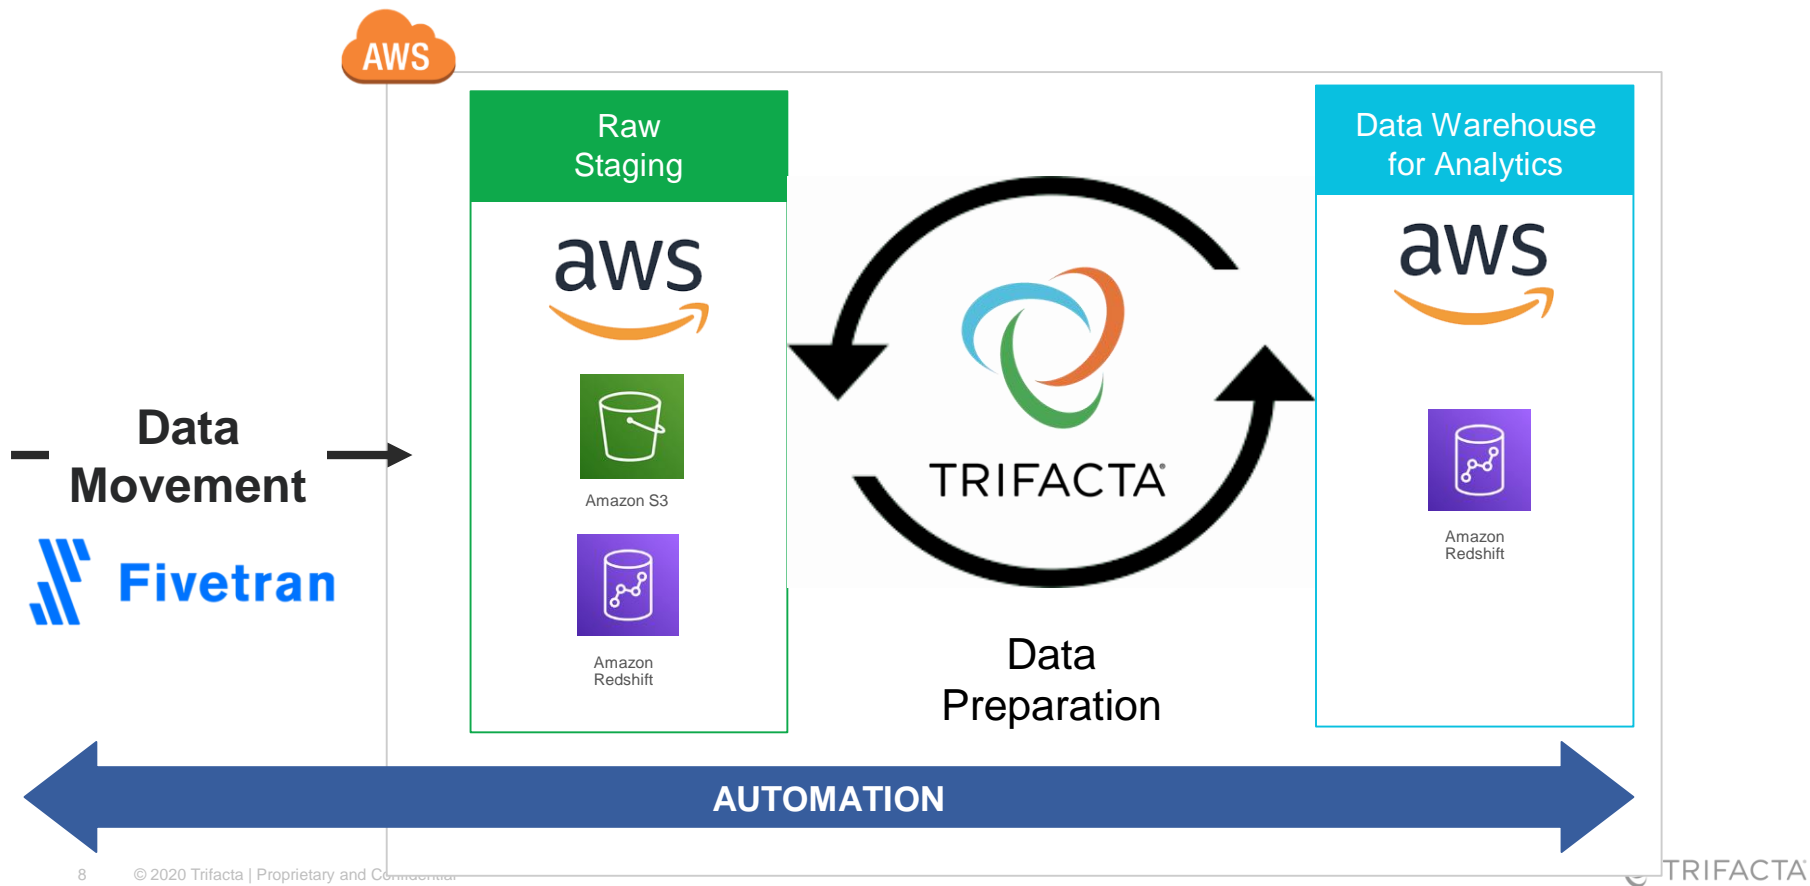 AWS
Raw
Staging
aws
Amazon S3
Amazon
Redshift
Data
Movement
Fivetran
TRIFACTA
Data
Preparation
Data Warehouse
for Analytics
aws
Amazon
Redshift
AUTOMATION
8 © 2020 Trifacta | Proprietary and Confidential
TRIFACTA